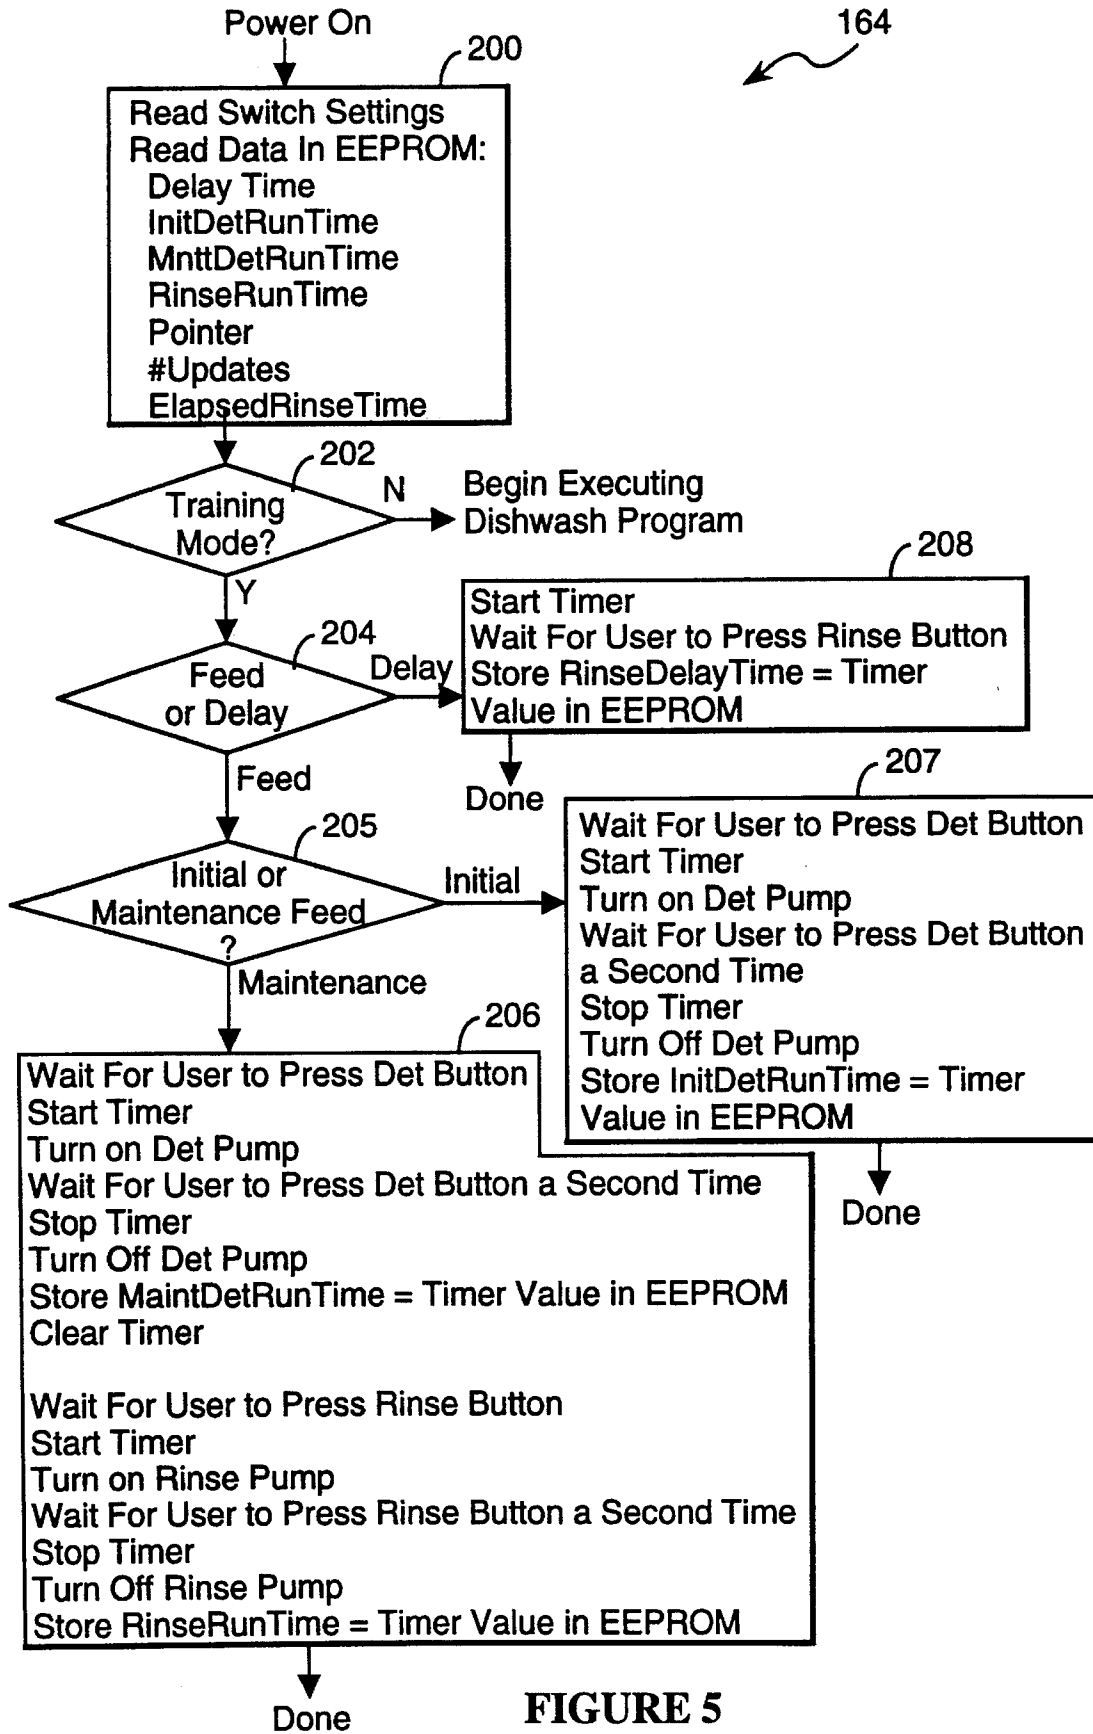 Power On
164
200
Read Switch Settings
Read Data In EEPROM:
Delay Time
InitDetRunTime
MnttDetRunTime
RinseRunTime
Pointer
#Updates
ElapsedRinseTime
202
Training
Mode?
N
Begin Executing
Dishwash Program
Y
208
Start Timer
Wait For User to Press Rinse Button
Store RinseDelayTime = Timer
Value in EEPROM
Done
204
Feed
or Delay
Delay
Feed
205
Initial or
Maintenance Feed
?
Initial
Maintenance
207
Wait For User to Press Det Button
Start Timer
Turn on Det Pump
Wait For User to Press Det Button
a Second Time
Stop Timer
Turn Off Det Pump
Store InitDetRunTime = Timer
Value in EEPROM
Done
206
Wait For User to Press Det Button
Start Timer
Turn on Det Pump
Wait For User to Press Det Button a Second Time
Stop Timer
Turn Off Det Pump
Store MaintDetRunTime = Timer Value in EEPROM
Clear Timer
Wait For User to Press Rinse Button
Start Timer
Turn on Rinse Pump
Wait For User to Press Rinse Button a Second Time
Stop Timer
Turn Off Rinse Pump
Store RinseRunTime = Timer Value in EEPROM
Done
FIGURE 5